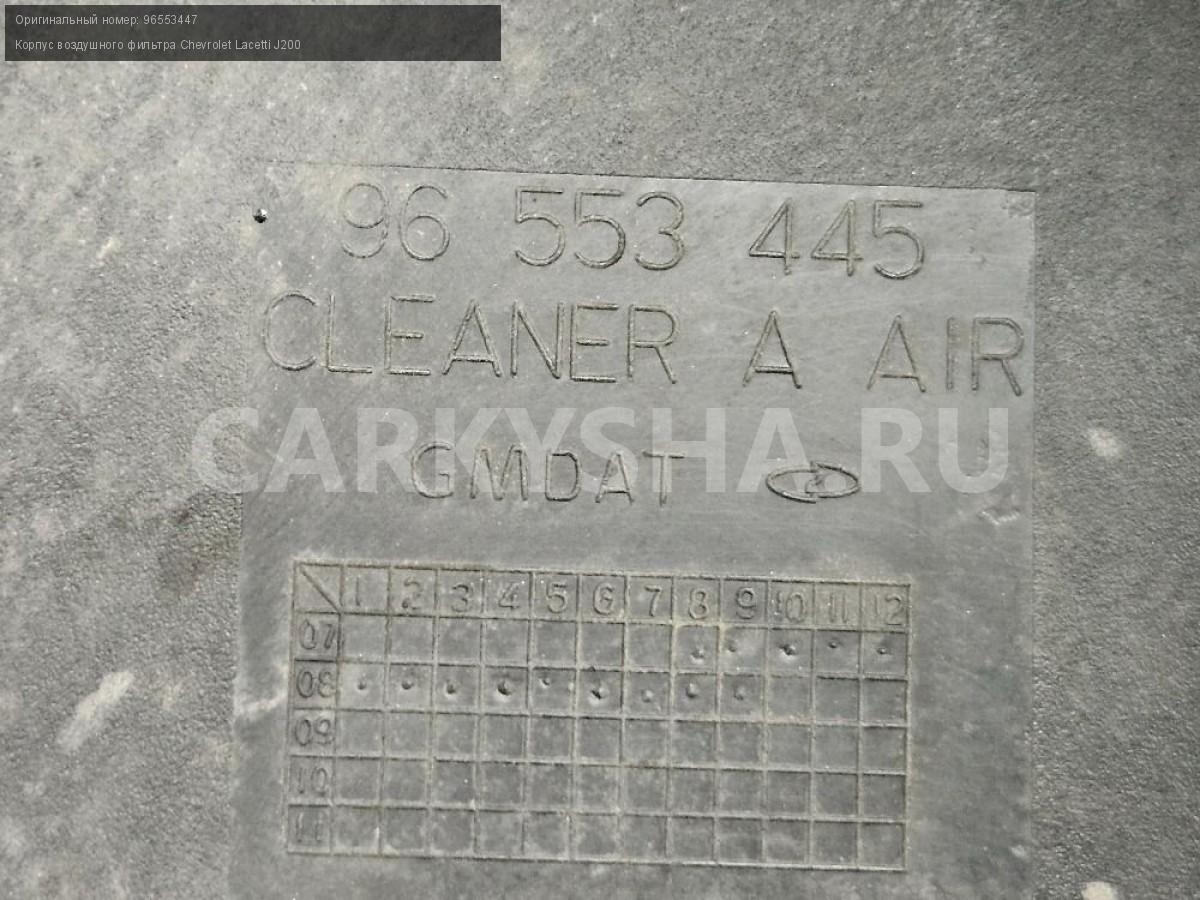 Оригинальный номер: 96553447
Корпус воздушного фильтра Chevrolet Lacetti J200
96 553 445
CLEANER A AIR
CARKYSHA.RU
GMDAT
1 2 3 4 5 6 7 8 9 10 11 12
07
08
09
10
11